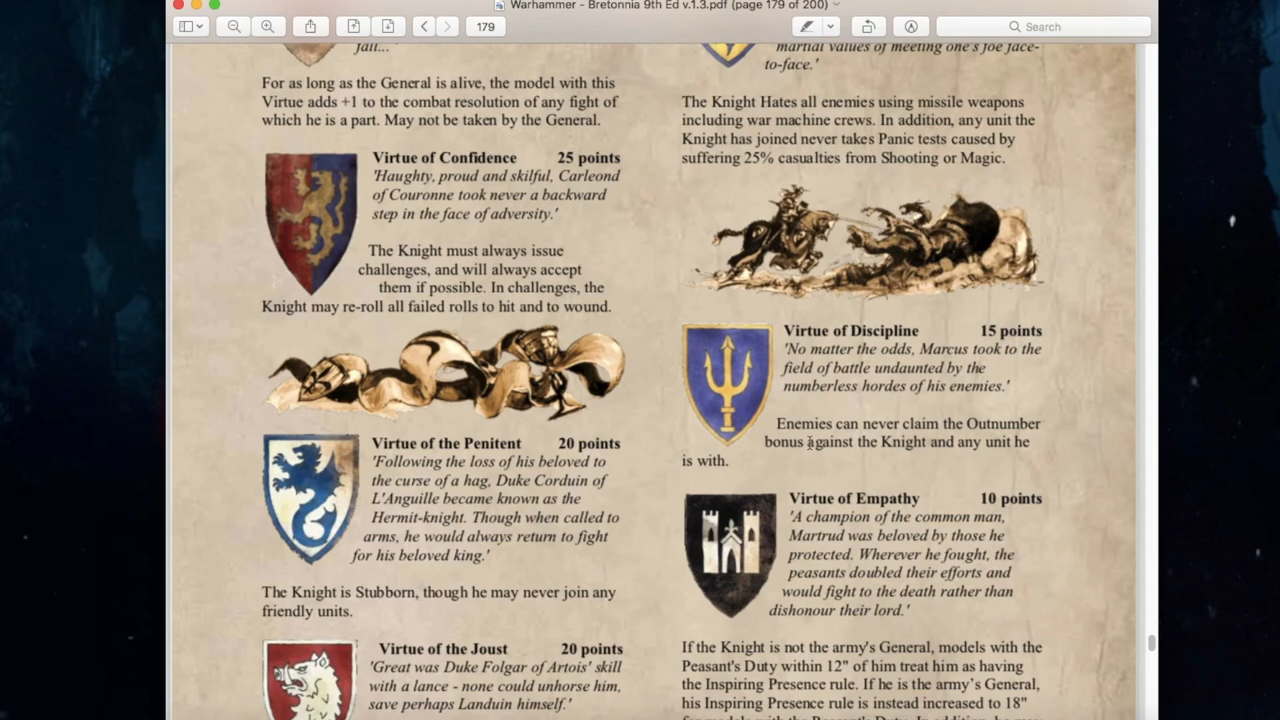 Warhammer - Bretonnia 9th Ed v.1.3.pdf (page 179 of 200)
179
Search
fall...'
For as long as the General is alive, the model with this
Virtue adds +1 to the combat resolution of any fight of
which he is a part. May not be taken by the General.
Virtue of Confidence 25 points
'Haughty, proud and skilful, Carleond
of Couronne took never a backward
step in the face of adversity.'
The Knight must always issue
challenges, and will always accept
them if possible. In challenges, the
Knight may re-roll all failed rolls to hit and to wound.
Virtue of the Penitent 20 points
'Following the loss of his beloved to
the curse of a hag, Duke Corduin of
L'Anguille became known as the
Hermit-knight. Though when called to
arms, he would always return to fight
for his beloved king.'
The Knight is Stubborn, though he may never join any
friendly units.
Virtue of the Joust 20 points
'Great was Duke Folgar of Artois' skill
with a lance - none could unhorse him,
save perhaps Landuin himself.'
martial values of meeting one's foe face-
to-face.'
The Knight Hates all enemies using missile weapons
including war machine crews. In addition, any unit the
Knight has joined never takes Panic tests caused by
suffering 25% casualties from Shooting or Magic.
Virtue of Discipline 15 points
'No matter the odds, Marcus took to the
field of battle undaunted by the
numberless hordes of his enemies.'
Enemies can never claim the Outnumber
bonus against the Knight and any unit he
is with.
Virtue of Empathy 10 points
'A champion of the common man,
Martrud was beloved by those he
protected. Wherever he fought, the
peasants doubled their efforts and
would fight to the death rather than
dishonour their lord.'
If the Knight is not the army's General, models with the
Peasant's Duty within 12" of him treat him as having
the Inspiring Presence rule. If he is the army's General,
his Inspiring Presence rule is instead increased to 18"
for models with the Peasant's Duty. In addition, he may